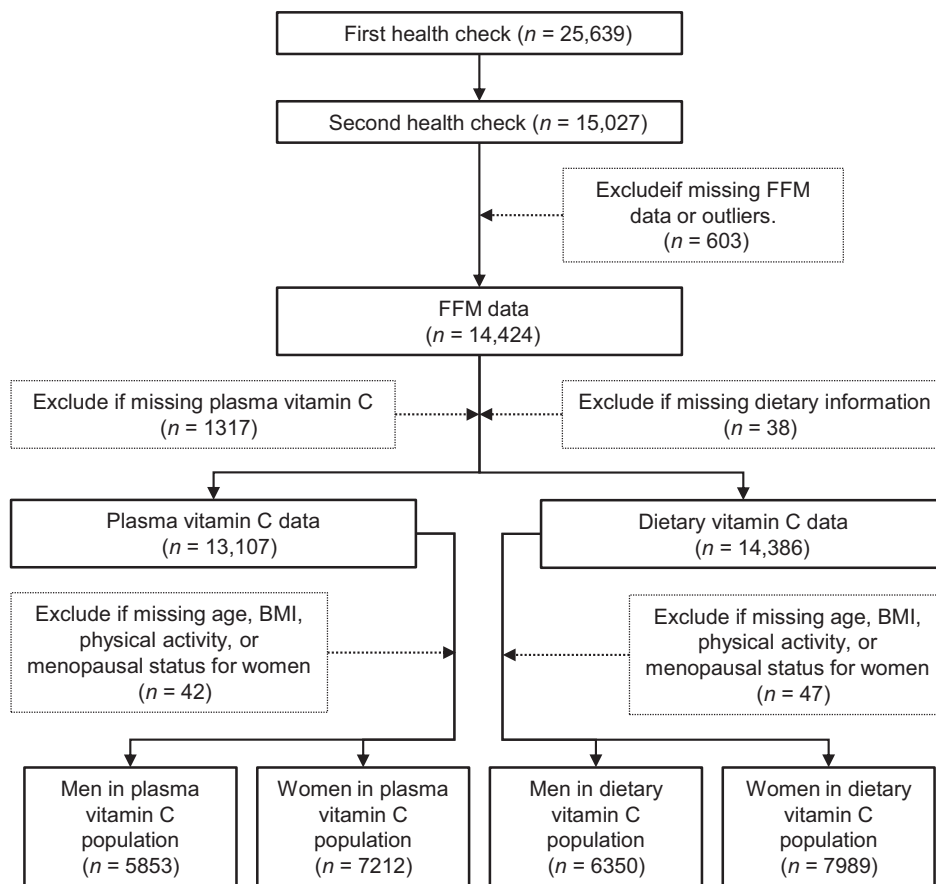 First health check (n = 25,639)
Second health check (n = 15,027)
Excludeif missing FFM
data or outliers.
(n = 603)
FFM data
(n = 14,424)
Exclude if missing plasma vitamin C
(n = 1317)
Exclude if missing dietary information
(n = 38)
Plasma vitamin C data
(n = 13,107)
Dietary vitamin C data
(n = 14,386)
Exclude if missing age, BMI,
physical activity, or
menopausal status for women
(n = 42)
Exclude if missing age, BMI,
physical activity, or
menopausal status for women
(n = 47)
Men in plasma
vitamin C
population
(n = 5853)
Women in plasma
vitamin C
population
(n = 7212)
Men in dietary
vitamin C
population
(n = 6350)
Women in dietary
vitamin C
population
(n = 7989)